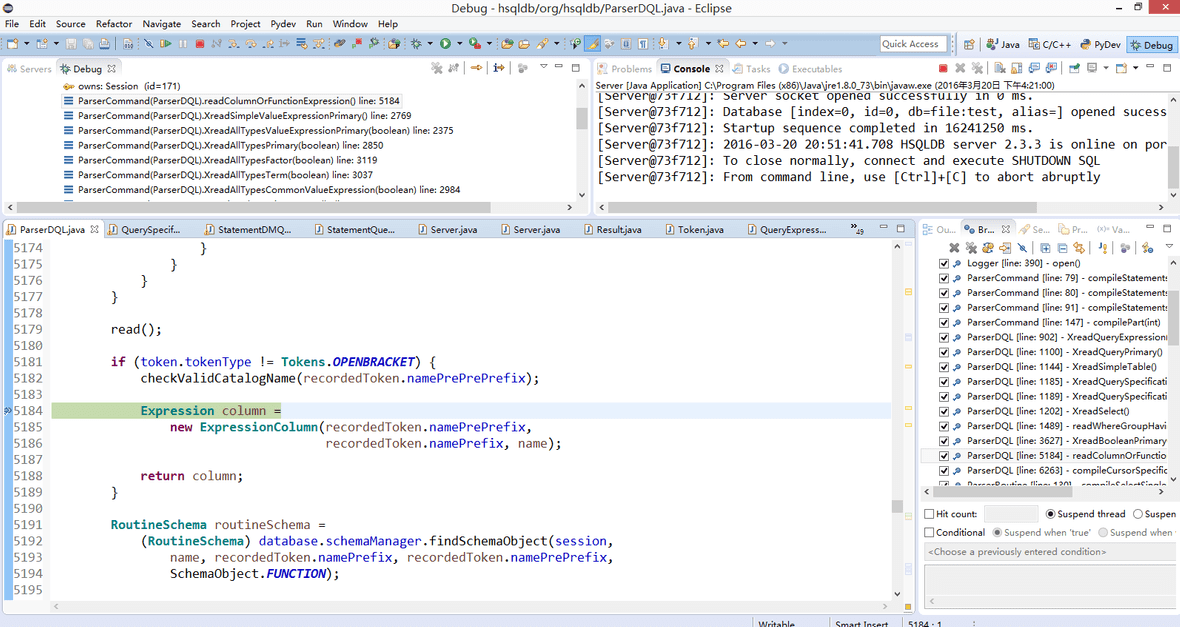 Debug - hsqldb/org/hsqldb/ParserDQL.java - Eclipse
File Edit Source Refactor Navigate Search Project Pydev Run Window Help
Quick Access Java C/C++ PyDev Debug
Servers Debug
owns: Session (id=171)
ParserCommand(ParserDQL).readColumnOrFunctionExpression() line: 5184
ParserCommand(ParserDQL).XreadSimpleValueExpressionPrimary() line: 2769
ParserCommand(ParserDQL).XreadAllTypesValueExpressionPrimary(boolean) line: 2375
ParserCommand(ParserDQL).XreadAllTypesPrimary(boolean) line: 2850
ParserCommand(ParserDQL).XreadAllTypesFactor(boolean) line: 3119
ParserCommand(ParserDQL).XreadAllTypesTerm(boolean) line: 3037
ParserCommand(ParserDQL).XreadAllTypesCommonValueExpression(boolean) line: 2984
Problems Console Tasks Executables
Server [Java Application] C:\Program Files (x86)\Java\jre1.8.0_73\bin\javaw.exe (2016年3月20日 下午4:21:00)
[Server@73f712]: Server socket opened successfully in 0 ms.
[Server@73f712]: Database [index=0, id=0, db=file:test, alias=] opened sucess
[Server@73f712]: Startup sequence completed in 16241250 ms.
[Server@73f712]: 2016-03-20 20:51:41.708 HSQLDB server 2.3.3 is online on por
[Server@73f712]: To close normally, connect and execute SHUTDOWN SQL
[Server@73f712]: From command line, use [Ctrl]+[C] to abort abruptly
ParserDQL.java QuerySpecif... StatementDMQ... StatementQue... Server.java Server.java Result.java Token.java QueryExpress... »49
5174 }
5175 }
5176 }
5177 }
5178
5179 read();
5180
5181 if (token.tokenType != Tokens.OPENBRACKET) {
5182 checkValidCatalogName(recordedToken.namePrePrePrefix);
5183
5184 Expression column =
5185 new ExpressionColumn(recordedToken.namePrePrefix,
5186 recordedToken.namePrefix, name);
5187
5188 return column;
5189 }
5190
5191 RoutineSchema routineSchema =
5192 (RoutineSchema) database.schemaManager.findSchemaObject(session,
5193 name, recordedToken.namePrefix, recordedToken.namePrePrefix,
5194 SchemaObject.FUNCTION);
5195
Ou... Br... Se... Pr... Va...
Logger [line: 390] - open()
ParserCommand [line: 79] - compileStatements
ParserCommand [line: 80] - compileStatements
ParserCommand [line: 91] - compileStatements
ParserCommand [line: 147] - compilePart(int)
ParserDQL [line: 902] - XreadQueryExpression
ParserDQL [line: 1100] - XreadQueryPrimary()
ParserDQL [line: 1144] - XreadSimpleTable()
ParserDQL [line: 1185] - XreadQuerySpecificati
ParserDQL [line: 1189] - XreadQuerySpecificati
ParserDQL [line: 1202] - XreadSelect()
ParserDQL [line: 1489] - readWhereGroupHavi
ParserDQL [line: 3627] - XreadBooleanPrimary
ParserDQL [line: 5184] - readColumnOrFunctio
ParserDQL [line: 6263] - compileCursorSpecific
ParserRoutine [line: 130] - compileSelectSingle
Hit count: Suspend thread Suspen
Conditional Suspend when 'true' Suspend when
<Choose a previously entered condition>
Writable Smart Insert 5184 : 1